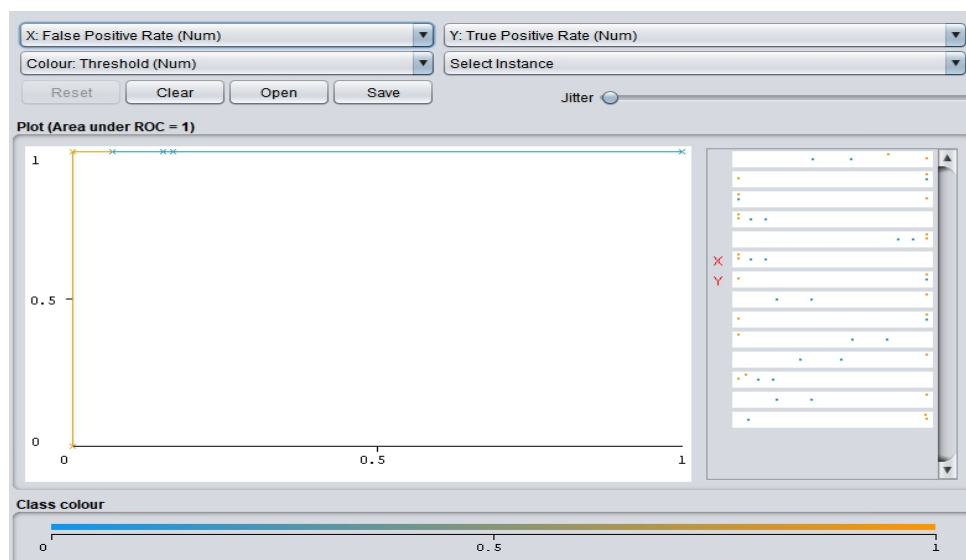 X: False Positive Rate (Num) Y: True Positive Rate (Num)
Colour: Threshold (Num) Select Instance
Reset Clear Open Save Jitter
Plot (Area under ROC = 1)
1
0.5
0
0 0.5 1
X
Y
Class colour
0 0.5 1